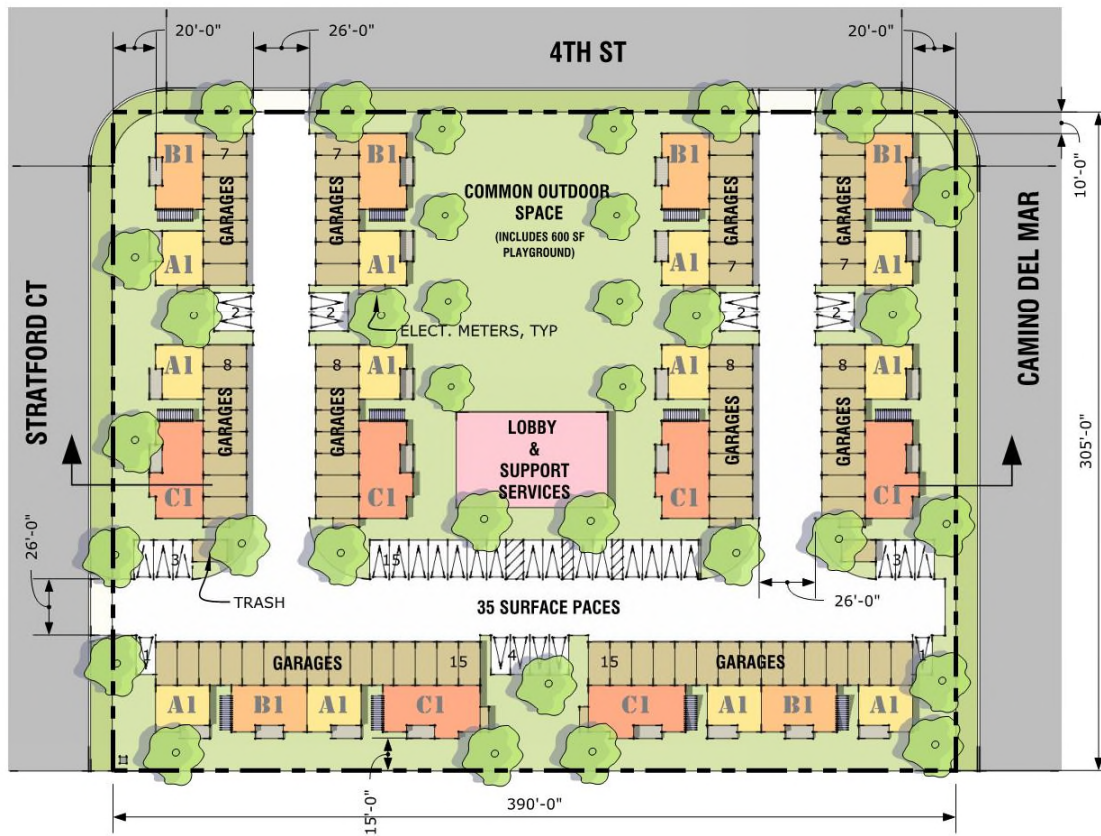 20'-0"
26'-0"
20'-0"
4TH ST
10'-0"
B1
7
GARAGES
7
GARAGES
B1
COMMON OUTDOOR
SPACE
(INCLUDES 600 SF
PLAYGROUND)
B1
GARAGES
7
GARAGES
7
B1
A1
A1
A1
A1
2
2
ELECT. METERS, TYP
2
2
STRATFORD CT
CAMINO DEL MAR
305'-0"
A1
8
GARAGES
8
GARAGES
A1
A1
8
GARAGES
8
GARAGES
A1
LOBBY
&
SUPPORT
SERVICES
C1
C1
C1
C1
26'-0"
3
15
3
TRASH
35 SURFACE PACES
26'-0"
1
GARAGES
15
4
15
GARAGES
1
A1
B1
A1
C1
C1
A1
B1
A1
15'-0"
390'-0"